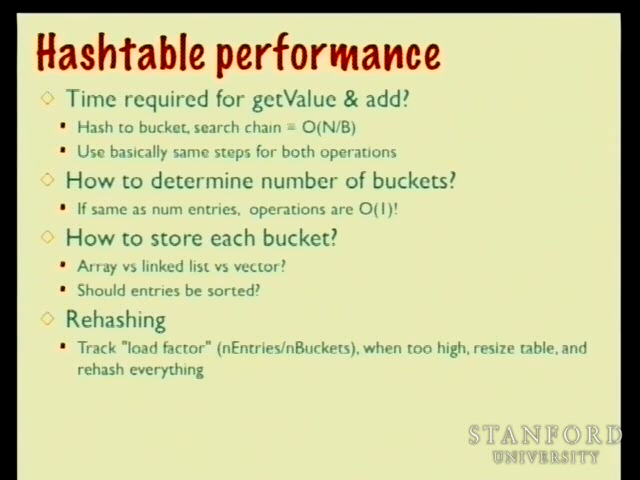 Hashtable performance
Time required for getValue & add?
Hash to bucket, search chain = O(N/B)
Use basically same steps for both operations
How to determine number of buckets?
If same as num entries, operations are O(1)!
How to store each bucket?
Array vs linked list vs vector?
Should entries be sorted?
Rehashing
Track "load factor" (nEntries/nBuckets), when too high, resize table, and
rehash everything
STANFORD
UNIVERSITY